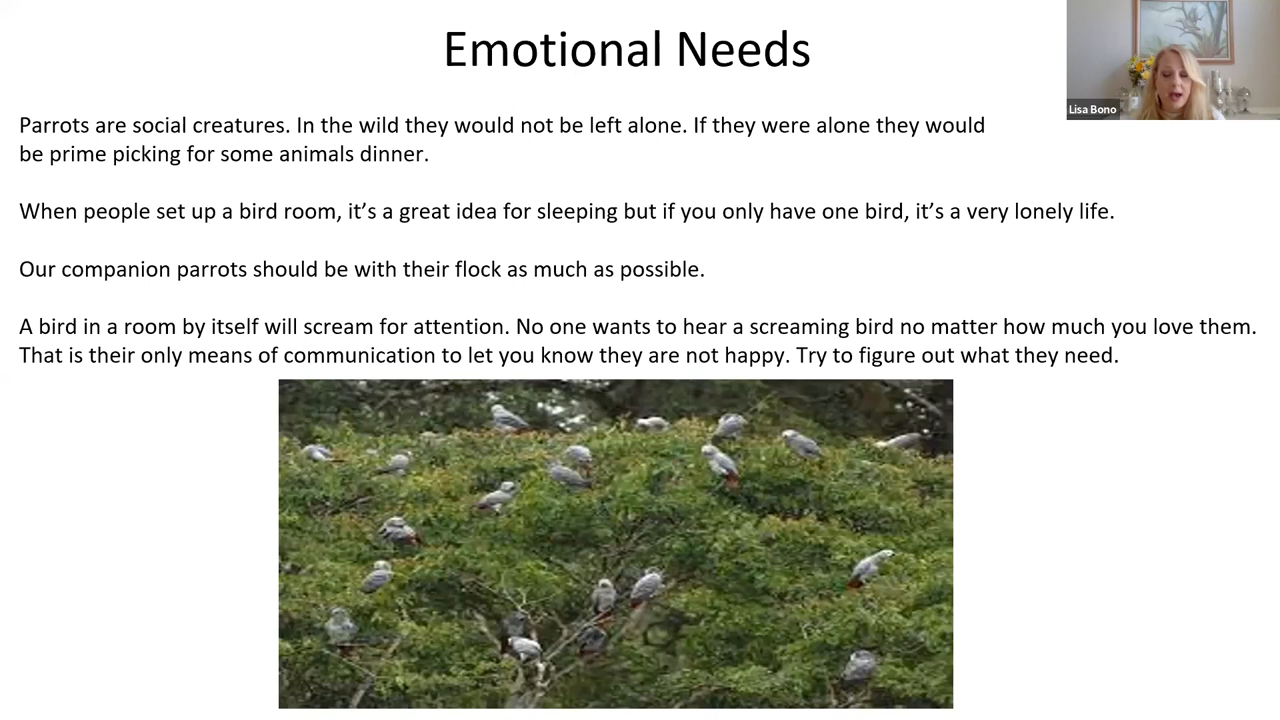 Emotional Needs
Lisa Bono
Parrots are social creatures. In the wild they would not be left alone. If they were alone they would
be prime picking for some animals dinner.
When people set up a bird room, it’s a great idea for sleeping but if you only have one bird, it’s a very lonely life.
Our companion parrots should be with their flock as much as possible.
A bird in a room by itself will scream for attention. No one wants to hear a screaming bird no matter how much you love them.
That is their only means of communication to let you know they are not happy. Try to figure out what they need.